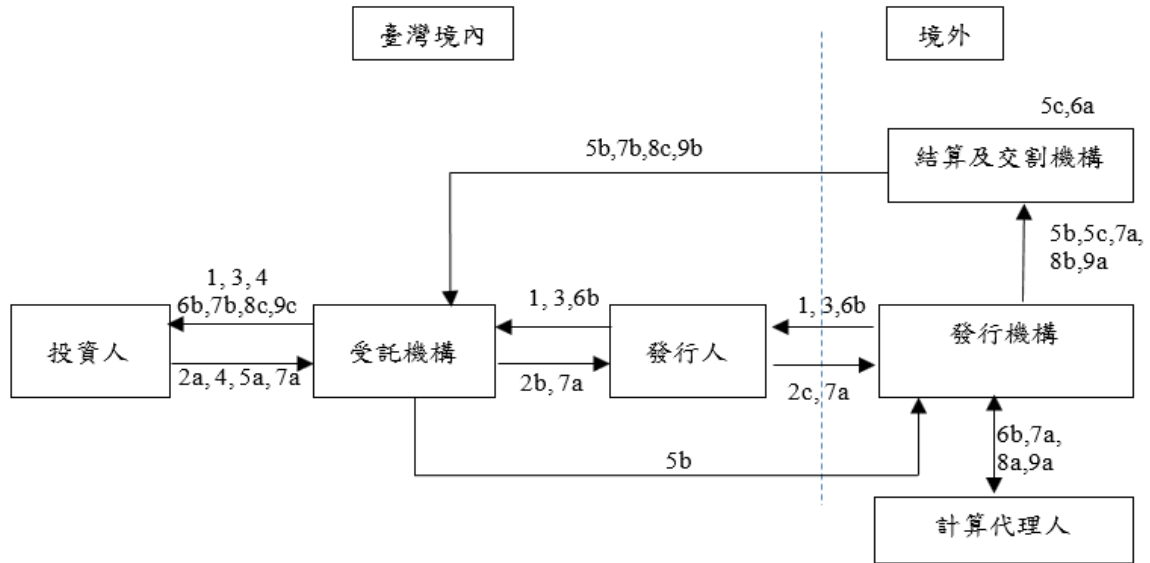 臺灣境內
境外
5c,6a
結算及交割機構
5b,7b,8c,9b
5b,5c,7a,
8b,9a
1, 3, 4
6b,7b,8c,9c
1, 3,6b
1, 3,6b
投資人
受託機構
發行人
發行機構
2a, 4, 5a, 7a
2b, 7a
2c, 7a
5b
6b,7a,
8a,9a
計算代理人